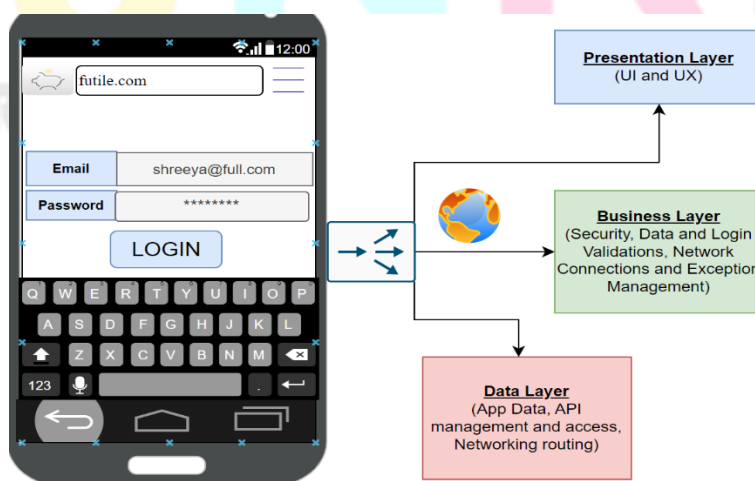 12:00
futile.com
Email
shreeya@full.com
Password
********
LOGIN
Q W E R T Y U I O P
A S D F G H J K L
Z X C V B N M
123
.
Presentation Layer
(UI and UX)
Business Layer
(Security, Data and Login
Validations, Network
Connections and Exception
Management)
Data Layer
(App Data, API
management and access,
Networking routing)